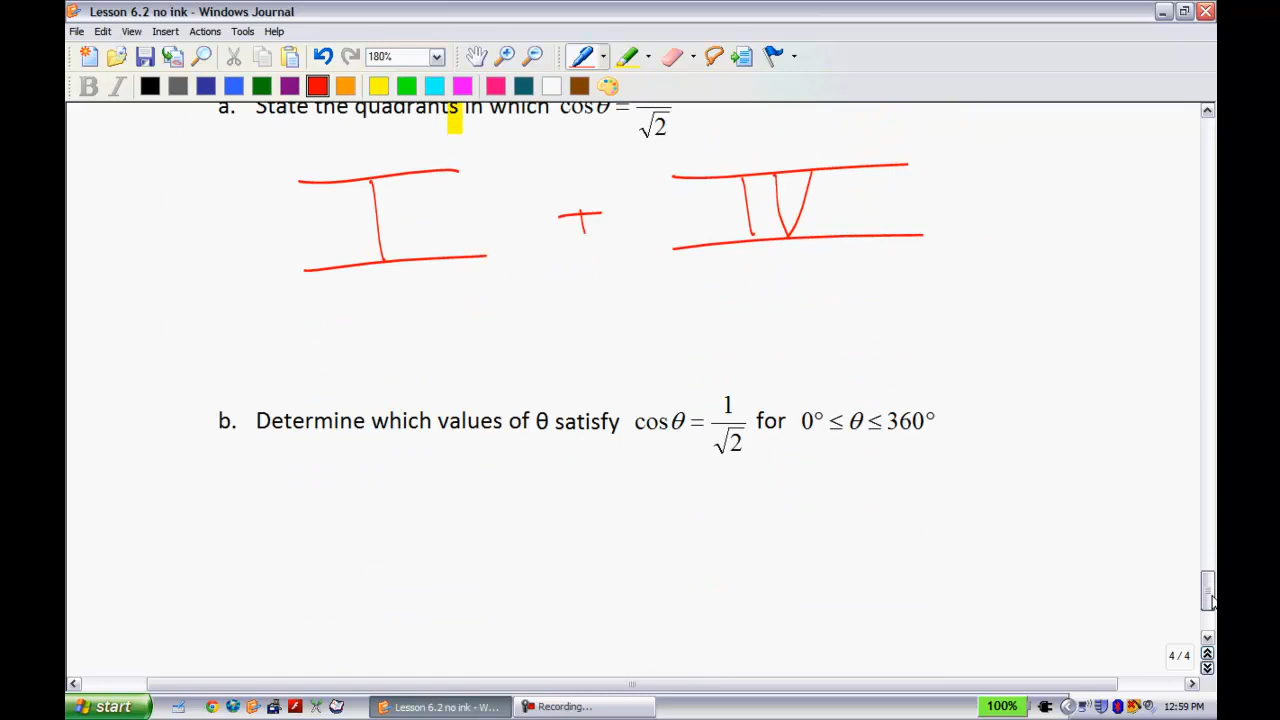 Lesson 6.2 no ink - Windows Journal
File Edit View Insert Actions Tools Help
180%
B I
a. State the quadrants in which cosθ = /√2
I + IV
b. Determine which values of θ satisfy cosθ = 1/√2 for 0° ≤ θ ≤ 360°
4 / 4
start Lesson 6.2 no ink - W... Recording... 100% 12:59 PM